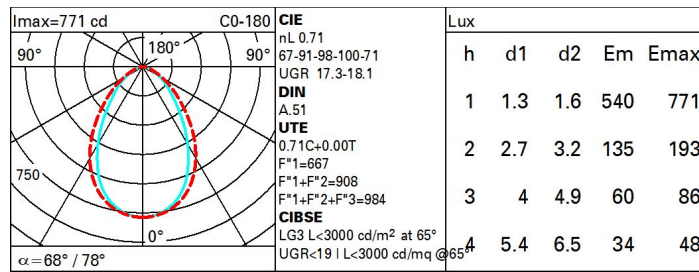 Imax=771 cd C0-180
90° 180° 90°
750
0°
α=68° / 78°
CIE
nL 0.71
67-91-98-100-71
UGR 17.3-18.1
DIN
A.51
UTE
0.71C+0.00T
F"1=667
F"1+F"2=908
F"1+F"2+F"3=984
CIBSE
LG3 L<3000 cd/m² at 65°
UGR<19 | L<3000 cd/mq @65°
Lux
h d1 d2 Em Emax
1 1.3 1.6 540 771
2 2.7 3.2 135 193
3 4 4.9 60 86
4 5.4 6.5 34 48